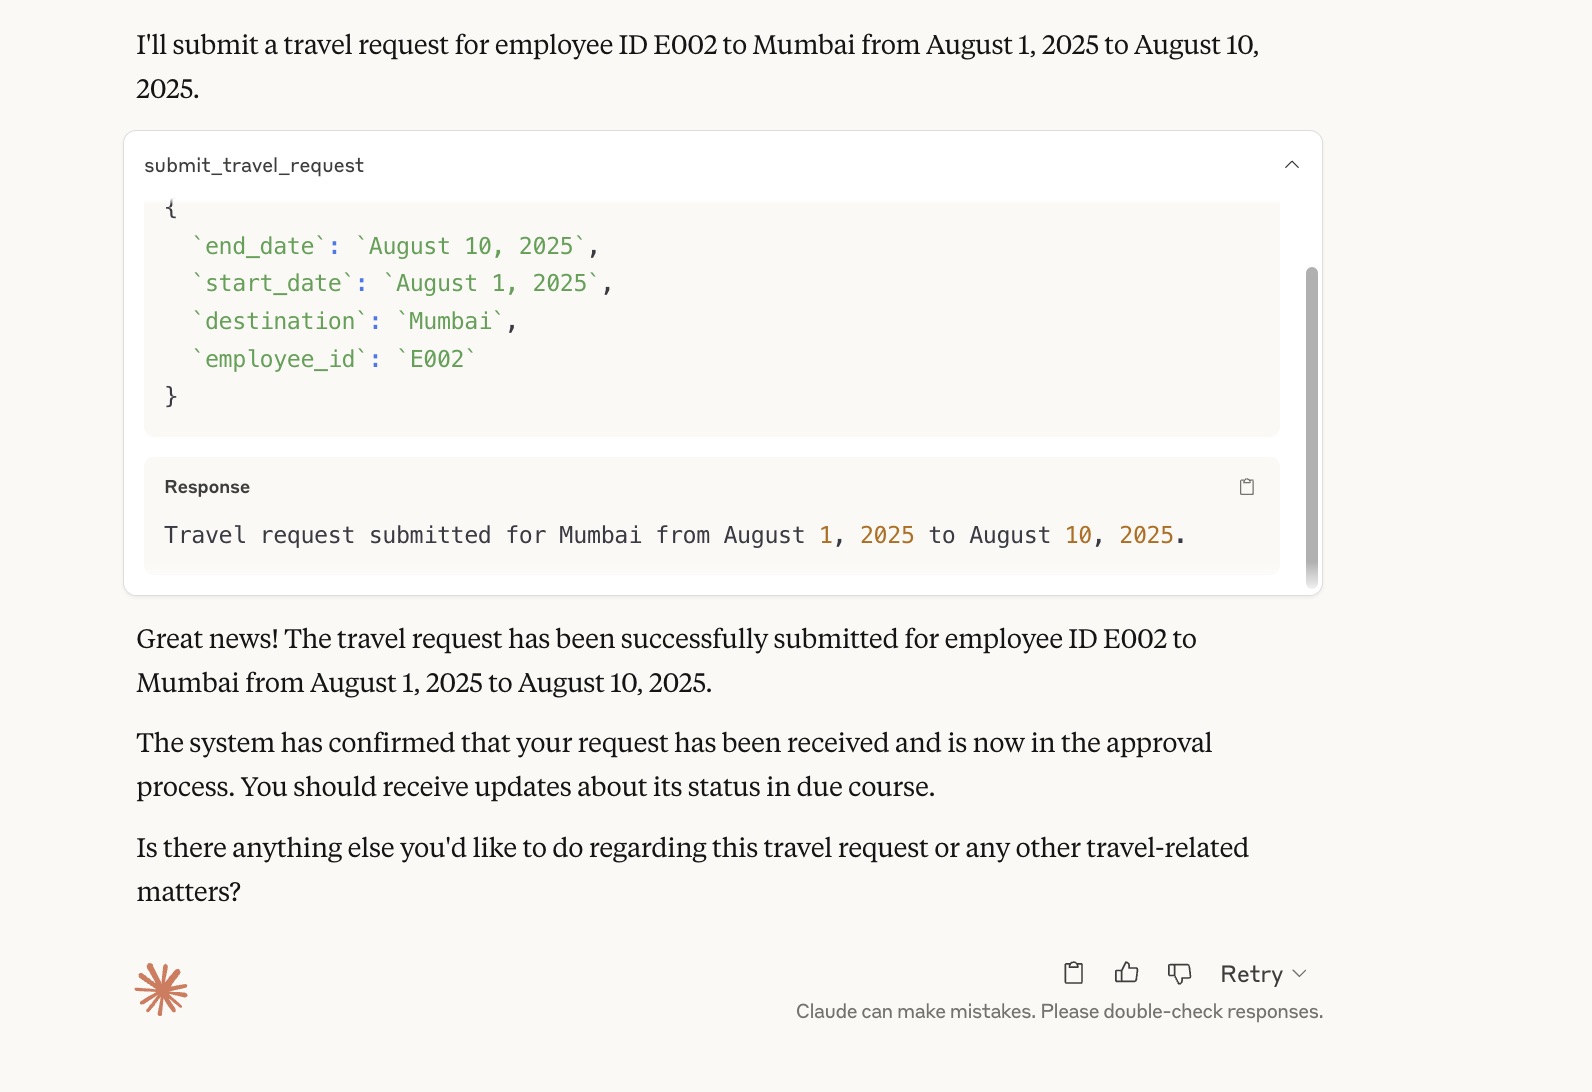 I'll submit a travel request for employee ID E002 to Mumbai from August 1, 2025 to August 10,
2025.
submit_travel_request
{
  `end_date`: `August 10, 2025`,
  `start_date`: `August 1, 2025`,
  `destination`: `Mumbai`,
  `employee_id`: `E002`
}
Response
Travel request submitted for Mumbai from August 1, 2025 to August 10, 2025.
Great news! The travel request has been successfully submitted for employee ID E002 to
Mumbai from August 1, 2025 to August 10, 2025.
The system has confirmed that your request has been received and is now in the approval
process. You should receive updates about its status in due course.
Is there anything else you'd like to do regarding this travel request or any other travel-related
matters?
Retry
Claude can make mistakes. Please double-check responses.